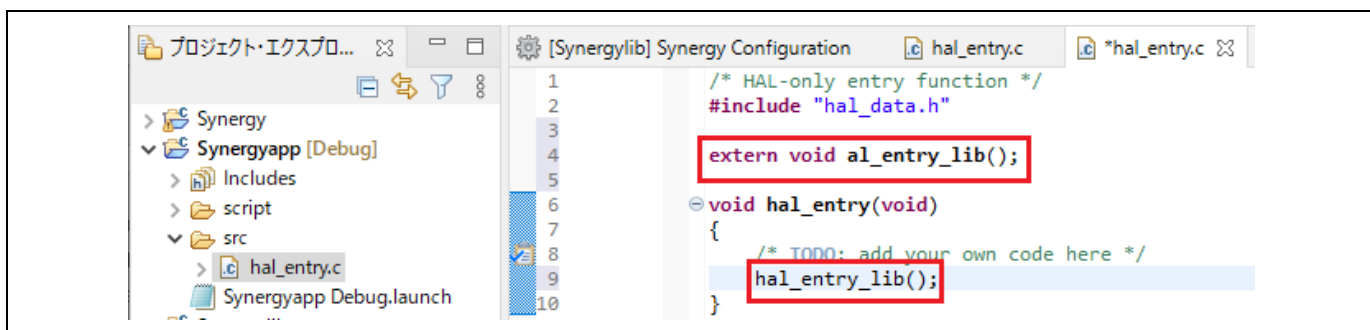 プロジェクト・エクスプロ...
Synergy
Synergyapp [Debug]
Includes
script
src
hal_entry.c
Synergyapp Debug.launch
[Synergylib] Synergy Configuration
hal_entry.c
*hal_entry.c
1 /* HAL-only entry function */
2 #include "hal_data.h"
3
4 extern void al_entry_lib();
5
6 void hal_entry(void)
7 {
8 /* TODO: add your own code here */
9 hal_entry_lib();
10 }